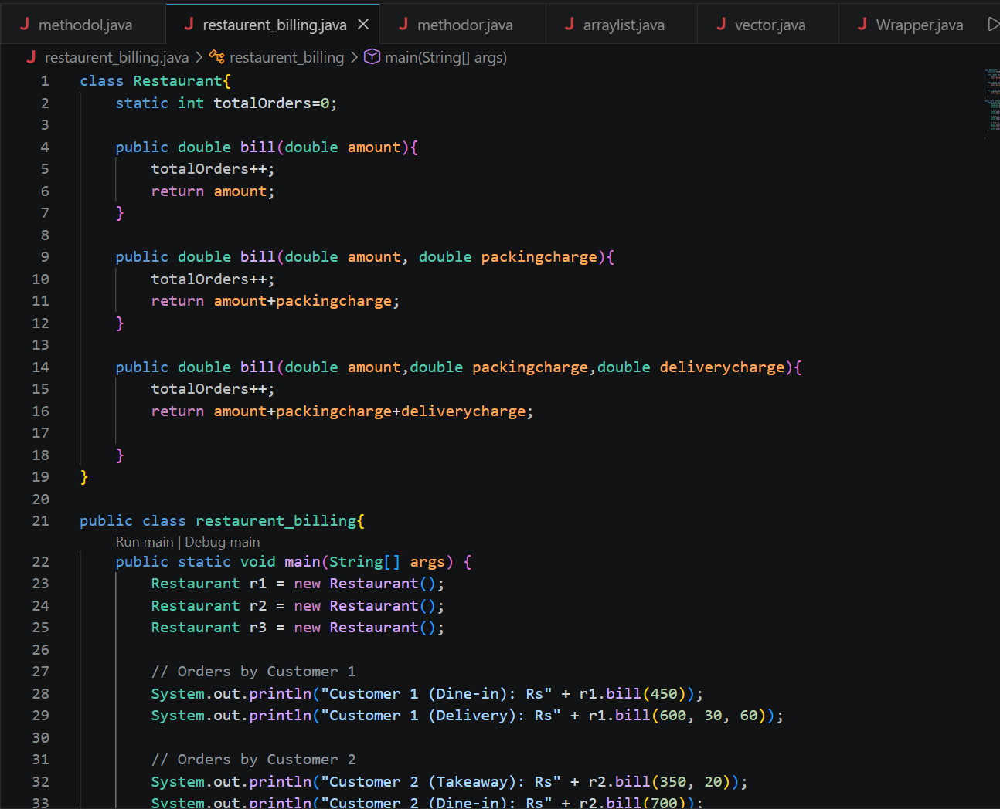 methodol.java restaurent_billing.java methodor.java arraylist.java vector.java Wrapper.java
restaurent_billing.java > restaurent_billing > main(String[] args)
1 class Restaurant{
2 static int totalOrders=0;
3
4 public double bill(double amount){
5 totalOrders++;
6 return amount;
7 }
8
9 public double bill(double amount, double packingcharge){
10 totalOrders++;
11 return amount+packingcharge;
12 }
13
14 public double bill(double amount,double packingcharge,double deliverycharge){
15 totalOrders++;
16 return amount+packingcharge+deliverycharge;
17
18 }
19 }
20
21 public class restaurent_billing{
Run main | Debug main
22 public static void main(String[] args) {
23 Restaurant r1 = new Restaurant();
24 Restaurant r2 = new Restaurant();
25 Restaurant r3 = new Restaurant();
26
27 // Orders by Customer 1
28 System.out.println("Customer 1 (Dine-in): Rs" + r1.bill(450));
29 System.out.println("Customer 1 (Delivery): Rs" + r1.bill(600, 30, 60));
30
31 // Orders by Customer 2
32 System.out.println("Customer 2 (Takeaway): Rs" + r2.bill(350, 20));
33 System.out.println("Customer 2 (Dine-in): Rs" + r2.bill(700));